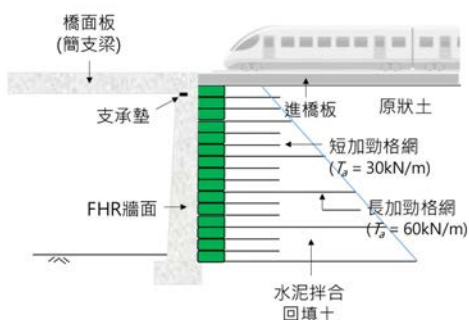 橋面板
(簡支梁)
支承墊
進橋板
原狀土
短加勁格網
(Tₐ = 30kN/m)
FHR牆面
長加勁格網
(Tₐ = 60kN/m)
水泥拌合
回填土